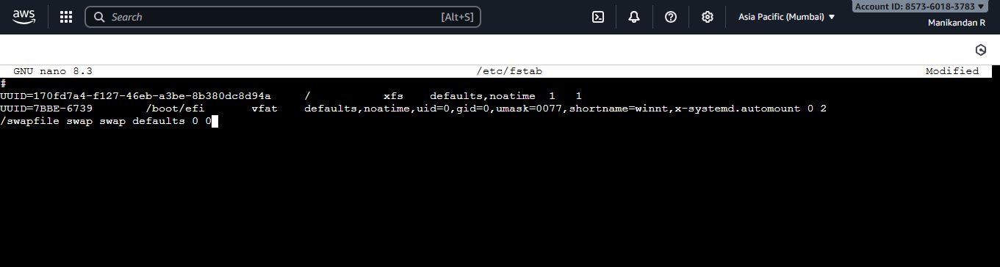 aws Search [Alt+S] Asia Pacific (Mumbai) ▼ Account ID: 8573-6018-3783 ▼
Manikandan R
GNU nano 8.3 /etc/fstab Modified
#
UUID=170fd7a4-f127-46eb-a3be-8b380dc8d94a / xfs defaults,noatime 1 1
UUID=7BBE-6739 /boot/efi vfat defaults,noatime,uid=0,gid=0,umask=0077,shortname=winnt,x-systemd.automount 0 2
/swapfile swap swap defaults 0 0